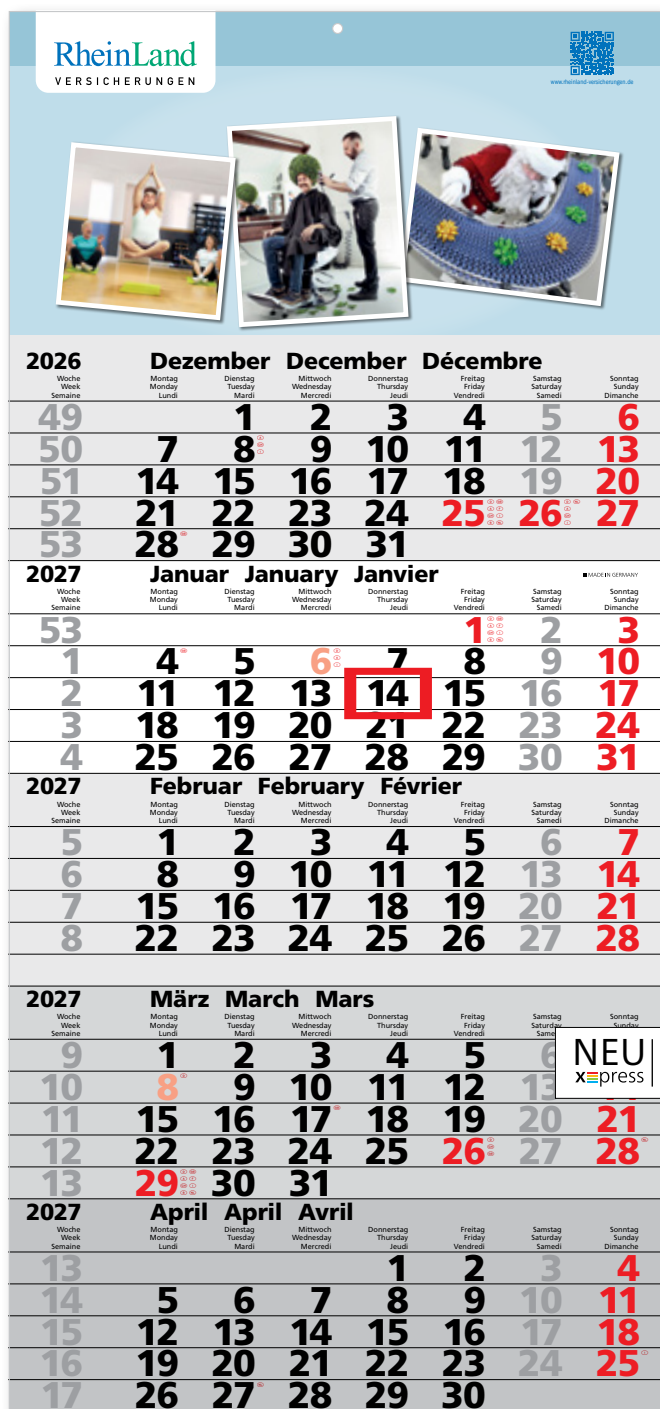 RheinLand
VERSICHERUNGEN
www.rheinland-versicherungen.de
2026 Dezember December Décembre
Woche Montag Dienstag Mittwoch Donnerstag Freitag Samstag Sonntag
Week Monday Tuesday Wednesday Thursday Friday Saturday Sunday
Semaine Lundi Mardi Mercredi Jeudi Vendredi Samedi Dimanche
49 1 2 3 4 5 6
50 7 8 9 10 11 12 13
51 14 15 16 17 18 19 20
52 21 22 23 24 25 26 27
53 28 29 30 31
2027 Januar January Janvier
MADE IN GERMANY
Woche Montag Dienstag Mittwoch Donnerstag Freitag Samstag Sonntag
Week Monday Tuesday Wednesday Thursday Friday Saturday Sunday
Semaine Lundi Mardi Mercredi Jeudi Vendredi Samedi Dimanche
53 1 2 3
1 4 5 6 7 8 9 10
2 11 12 13 14 15 16 17
3 18 19 20 21 22 23 24
4 25 26 27 28 29 30 31
2027 Februar February Février
Woche Montag Dienstag Mittwoch Donnerstag Freitag Samstag Sonntag
Week Monday Tuesday Wednesday Thursday Friday Saturday Sunday
Semaine Lundi Mardi Mercredi Jeudi Vendredi Samedi Dimanche
5 1 2 3 4 5 6 7
6 8 9 10 11 12 13 14
7 15 16 17 18 19 20 21
8 22 23 24 25 26 27 28
2027 März March Mars
Woche Montag Dienstag Mittwoch Donnerstag Freitag Samstag Sonntag
Week Monday Tuesday Wednesday Thursday Friday Saturday Sunday
Semaine Lundi Mardi Mercredi Jeudi Vendredi
9 1 2 3 4 5 6
NEU
xpress
10 8 9 10 11 12 13
11 15 16 17 18 19 20 21
12 22 23 24 25 26 27 28
13 29 30 31
2027 April April Avril
Woche Montag Dienstag Mittwoch Donnerstag Freitag Samstag Sonntag
Week Monday Tuesday Wednesday Thursday Friday Saturday Sunday
Semaine Lundi Mardi Mercredi Jeudi Vendredi Samedi Dimanche
13 1 2 3 4
14 5 6 7 8 9 10 11
15 12 13 14 15 16 17 18
16 19 20 21 22 23 24 25
17 26 27 28 29 30